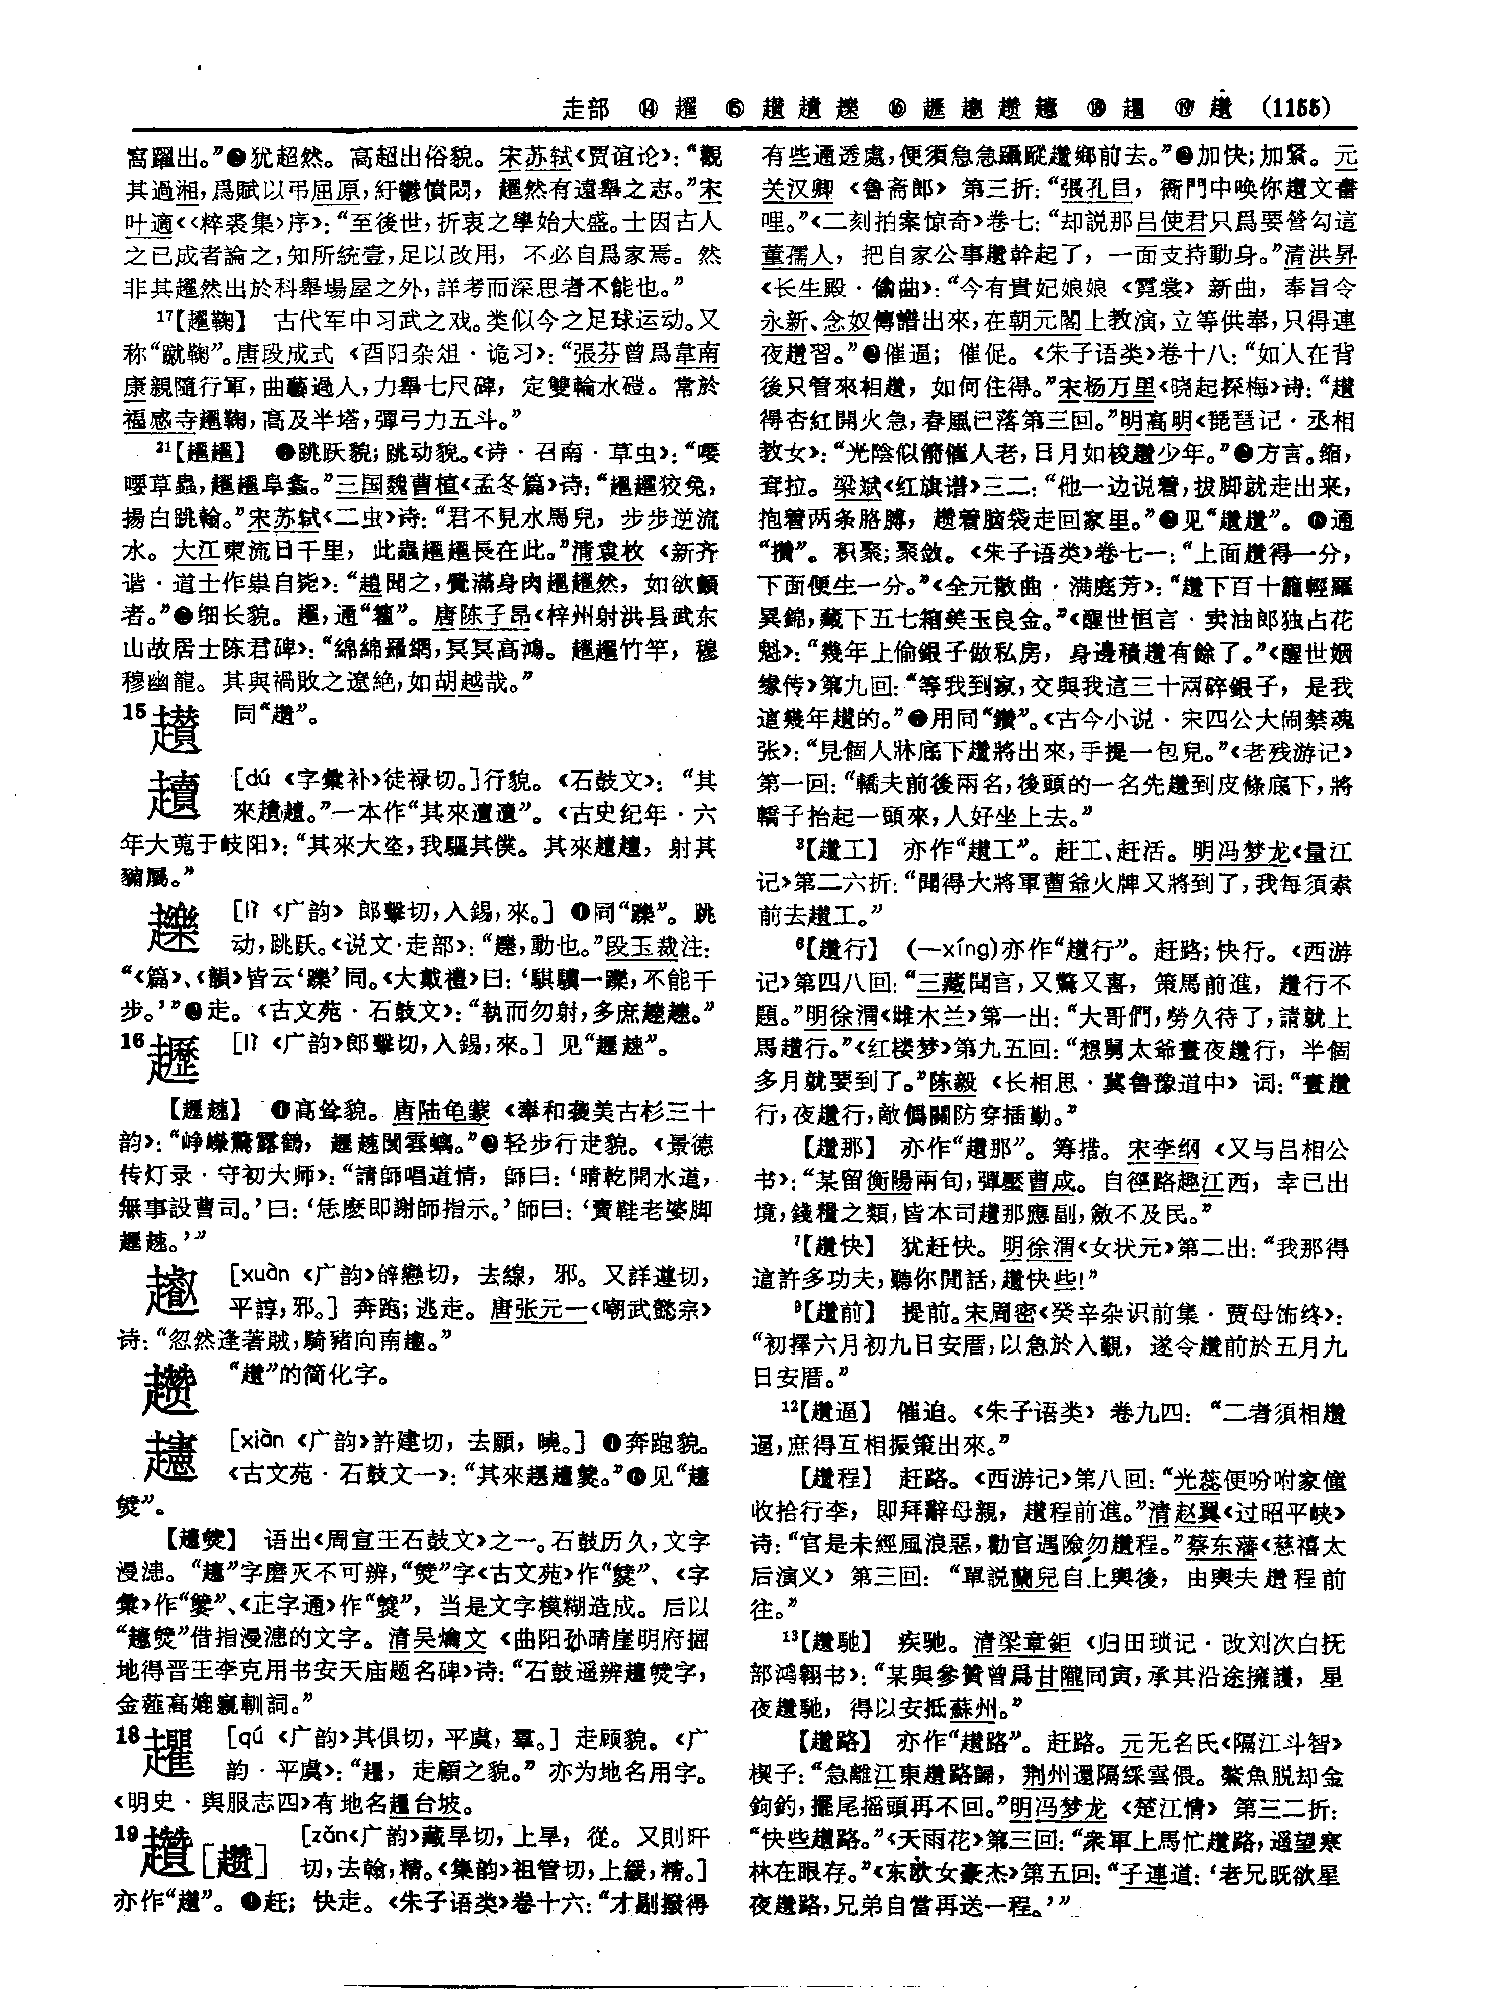 走部 ⑭ 趯 ⑮ ⑯ 趱 ⑱ ⑲ 趲 (1155)
窩躍出。”❷犹超然。高超出俗貌。宋苏轼《贾谊论》：“觀
其過湘，爲賦以弔屈原，紆鬱憤悶，趯然有遠舉之志。”宋
叶適《〈粹裘集〉序》：“至後世，折衷之學始大盛。士因古人
之已成者論之，知所統壹，足以改用，不必自爲家焉。然
非其趯然出於科舉場屋之外，詳考而深思者不能也。”
17【趯鞠】 古代军中习武之戏。类似今之足球运动。又
称“蹴鞠”。唐段成式《酉阳杂俎·诡习》：“張芬曾爲韋南
康親隨行軍，曲藝過人，力舉七尺碑，定雙輪水磑。常於
福感寺趯鞠，高及半塔，彈弓力五斗。”
21【趯趯】 ❶跳跃貌；跳动貌。《诗·召南·草虫》：“喓
喓草蟲，趯趯阜螽。”三国魏曹植《孟冬篇》诗：“趯趯狡兔，
揚白跳翰。”宋苏轼《二虫》诗：“君不見水馬兒，步步逆流
水。大江東流日千里，此蟲趯趯長在此。”清袁枚《新齐
谐·道士作祟自毙》：“趙聞之，覺滿身肉趯趯然，如欲顫
者。”❷细长貌。趯，通“籊”。唐陈子昂《梓州射洪县武东
山故居士陈君碑》：“綿綿羅網，冥冥高鴻。趯趯竹竿，穆
穆幽龍。其與禍敗之遼絶，如胡越哉。”
15 同“趲”。
[dú 《字彙补》徒禄切。]行貌。《石鼓文》：“其
來。”一本作“其來遺遺”。《古史纪年·六
年大蒐于岐阳》：“其來大，我驅其僕。其來，射其
豬屬。”
[lì 《广韵》郎擊切，入錫，來。] ❶同“躒”。跳
动，跳跃。《说文·走部》：“，動也。”段玉裁注：
“《篇》、《韻》皆云‘躒’同。《大戴禮》曰：‘騏驥一躒，不能千
步。’”❷走。《古文苑·石鼓文》：“執而勿射，多庶。”
16 [lì 《广韵》郎擊切，入錫，來。] 见“”。
【】 ❶高耸貌。唐陆龟蒙《奉和袭美古杉三十
韵》：“崢嶸驚露鶴，閡雲螭。”❷轻步行走貌。《景德
传灯录·守初大师》：“請師唱道情，師曰：‘晴乾開水道，
無事設曹司。’曰：‘恁麽即謝師指示。’師曰：‘賣鞋老婆脚
。’”
[xuàn 《广韵》辝戀切，去線，邪。又詳遵切，
平諄，邪。] 奔跑；逃走。唐张元一《嘲武懿宗》
诗：“忽然逢著賊，騎豬向南。”
趱 “趲”的简化字。
[xiàn 《广韵》許建切，去願，曉。] ❶奔跑貌。
《古文苑·石鼓文一》：“其來。”❷见“
”。
【】 语出《周宣王石鼓文》之一。石鼓历久，文字
漫漶。“”字磨灭不可辨，“”字《古文苑》作“”、《字
彙》作“”、《正字通》作“”，当是文字模糊造成。后以
“”借指漫漶的文字。清吴㷍文《曲阳孙晴崖明府掘
地得晋王李克用书安天庙题名碑》诗：“石鼓遥辨字，
金薤高媲詞。”
18 [qú 《广韵》其俱切，平虞，羣。] 走顾貌。《广
韵·平虞》：“，走顧之貌。”亦为地名用字。
《明史·舆服志四》有地名台坡。
19 趲[趱] [zǎn《广韵》藏旱切，上旱，從。又則旰
切，去翰，精。《集韵》祖管切，上緩，精。]
亦作“”。❶赶；快走。《朱子语类》卷十六：“才剔撥得
有些通透處，便須急急躡蹤趲鄉前去。”❷加快；加紧。元
关汉卿《鲁斋郎》第三折：“張孔目，衙門中唤你趲文書
哩。”《二刻拍案惊奇》卷七：“却説那吕使君只爲要營勾這
董孺人，把自家公事趲幹起了，一面支持動身。”清洪昇
《长生殿·偷曲》：“今有貴妃娘娘《霓裳》新曲，奉旨令
永新、念奴傳譜出來，在朝元閣上教演，立等供奉，只得連
夜趲習。”❸催逼；催促。《朱子语类》卷十八：“如人在背
後只管來相趲，如何住得。”宋杨万里《晓起探梅》诗：“趲
得杏紅開火急，春風已落第三回。”明高明《琵琶记·丞相
教女》：“光陰似箭催人老，日月如梭趲少年。”❹方言。缩，
耷拉。梁斌《红旗谱》三二：“他一边说着，拔脚就走出来，
抱着两条胳膊，趱着脑袋走回家里。”❺见“趲趲”。❻通
“攢”。积聚；聚敛。《朱子语类》卷七一：“上面趲得一分，
下面便生一分。”《全元散曲·满庭芳》：“趲下百十籠輕羅
異錦，藏下五七箱美玉良金。”《醒世恒言·卖油郎独占花
魁》：“幾年上偷銀子做私房，身邊積趲有餘了。”《醒世姻
缘传》第九回：“等我到家，交與我這三十兩碎銀子，是我
這幾年趲的。”❼用同“鑽”。《古今小说·宋四公大闹禁魂
张》：“見個人牀底下趲將出來，手提一包兒。”《老残游记》
第一回：“轎夫前後兩名，後頭的一名先趲到皮條底下，將
轎子抬起一頭來，人好坐上去。”
3【趲工】 亦作“工”。赶工、赶活。明冯梦龙《量江
记》第二六折：“聞得大將軍曹爺火牌又將到了，我每須索
前去趲工。”
6【趲行】 (—xíng)亦作“行”。赶路；快行。《西游
记》第四八回：“三藏聞言，又驚又喜，策馬前進，趲行不
題。”明徐渭《雌木兰》第一出：“大哥們，勞久待了，請就上
馬趲行。”《红楼梦》第九五回：“想舅太爺晝夜趲行，半個
多月就要到了。”陈毅《长相思·冀鲁豫道中》词：“晝趲
行，夜趲行，敵僞關防穿插勤。”
【趲那】 亦作“那”。筹措。宋李纲《又与吕相公
书》：“某留衡陽兩旬，彈壓曹成。自徑路趣江西，幸已出
境，錢糧之類，皆本司趲那應副，斂不及民。”
7【趲快】 犹赶快。明徐渭《女状元》第二出：“我那得
這許多功夫，聽你閒話，趲快些！”
9【趲前】 提前。宋周密《癸辛杂识前集·贾母饰终》：
“初擇六月初九日安厝；以急於入覲，遂令趲前於五月九
日安厝。”
12【趲逼】 催迫。《朱子语类》卷九四：“二者須相趲
逼，庶得互相振策出來。”
【趲程】 赶路。《西游记》第八回：“光蕊便吩咐家僮
收拾行李，即拜辭母親，趲程前進。”清赵翼《过昭平峡》
诗：“官是未經風浪惡，勸官遇險勿趲程。”蔡东藩《慈禧太
后演义》第三回：“單説蘭兒自上輿後，由輿夫趲程前
往。”
13【趲馳】 疾驰。清梁章鉅《归田琐记·改刘次白抚
部鸿翱书》：“某與參贊曾爲甘隴同寅，承其沿途擁護，星
夜趲馳，得以安抵蘇州。”
【趲路】 亦作“路”。赶路。元无名氏《隔江斗智》
楔子：“急離江東趲路歸，荆州還隔綵雲偎。鰲魚脱却金
鉤釣，擺尾摇頭再不回。”明冯梦龙《楚江情》第三二折：
“快些趲路。”《天雨花》第三回：“衆軍上馬忙趲路，遥望寒
林在眼存。”《东欧女豪杰》第五回：“子連道：‘老兄既欲星
夜趲路，兄弟自當再送一程。’”